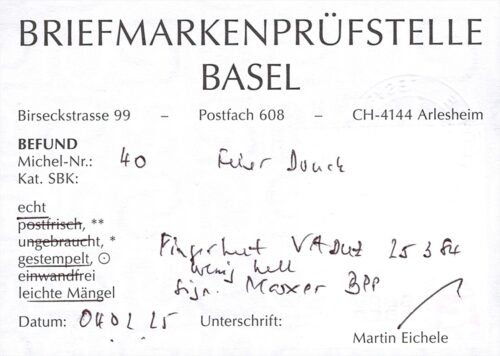 BRIEFMARKENPRÜFSTELLE
BASEL
Birseckstrasse 99 – Postfach 608 – CH-4144 Arlesheim
BEFUND
Michel-Nr.: 40 Feiner Druck
Kat. SBK:
echt
postfrisch, **
ungebraucht, *
gestempelt, ⊙ Fingerhut VADUZ 25 3 84
einwandfrei wenig hell
leichte Mängel Sign. Marxer BPP
Datum: 04 02 25 Unterschrift:
Martin Eichele